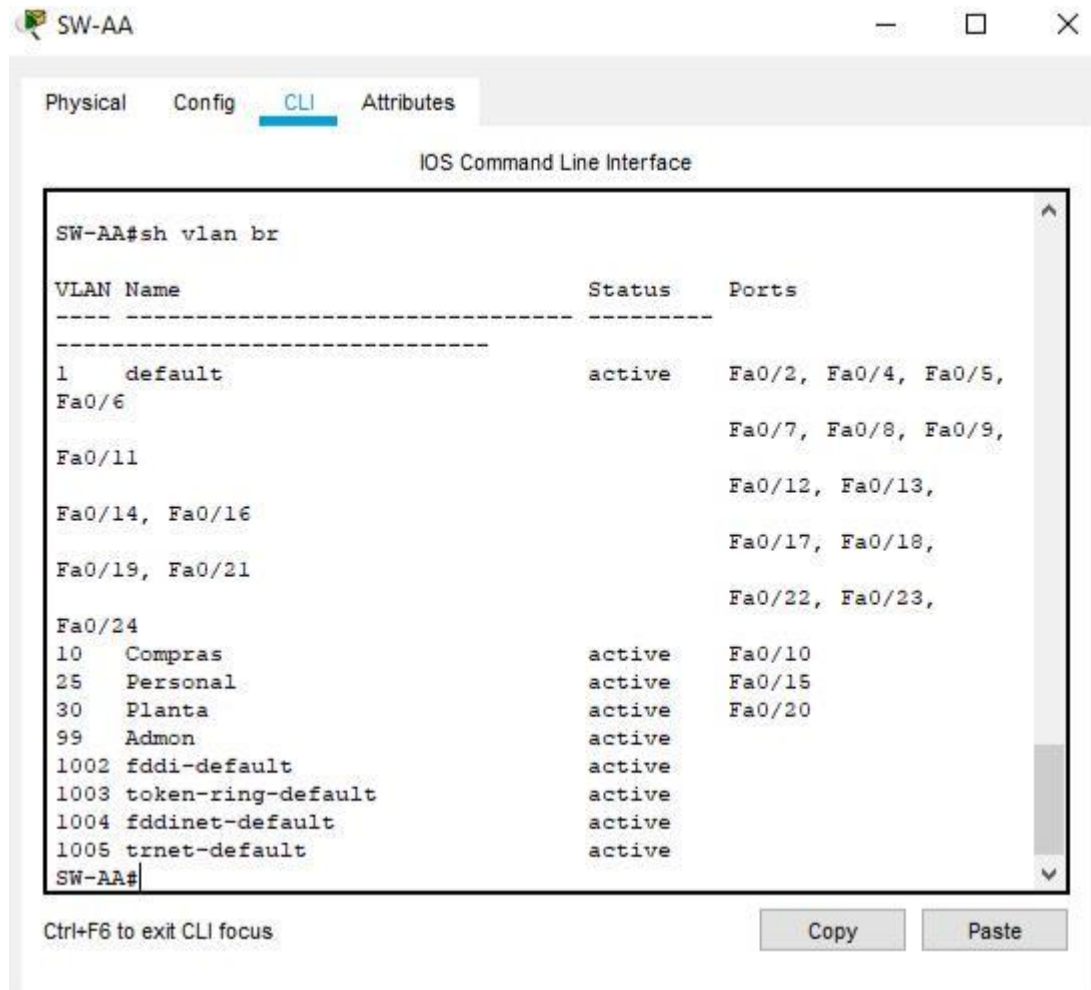 SW-AA
Physical Config CLI Attributes
IOS Command Line Interface
SW-AA#sh vlan br
VLAN Name                             Status    Ports
---- -------------------------------- ---------
-------------------------------
1    default                          active    Fa0/2, Fa0/4, Fa0/5,
Fa0/6
                                                Fa0/7, Fa0/8, Fa0/9,
Fa0/11
                                                Fa0/12, Fa0/13,
Fa0/14, Fa0/16
                                                Fa0/17, Fa0/18,
Fa0/19, Fa0/21
                                                Fa0/22, Fa0/23,
Fa0/24
10   Compras                          active    Fa0/10
25   Personal                         active    Fa0/15
30   Planta                           active    Fa0/20
99   Admon                            active
1002 fddi-default                     active
1003 token-ring-default               active
1004 fddinet-default                  active
1005 trnet-default                    active
SW-AA#
Ctrl+F6 to exit CLI focus Copy Paste